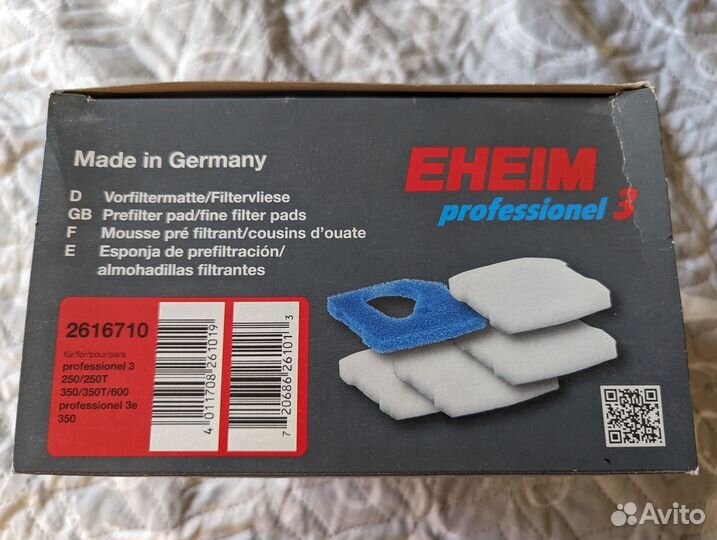 Made in Germany
D Vorfiltermatte/Filtervliese
GB Prefilter pad/fine filter pads
F Mousse pré filtrant/cousins d'ouate
E Esponja de prefiltración/
almohadillas filtrantes
EHEIM
professionel 3
2616710
für/for/pour/para
professionel 3
250/250T
350/350T/600
professionel 3e
350
4 011708 261019
7 20686 26101 3
Avito